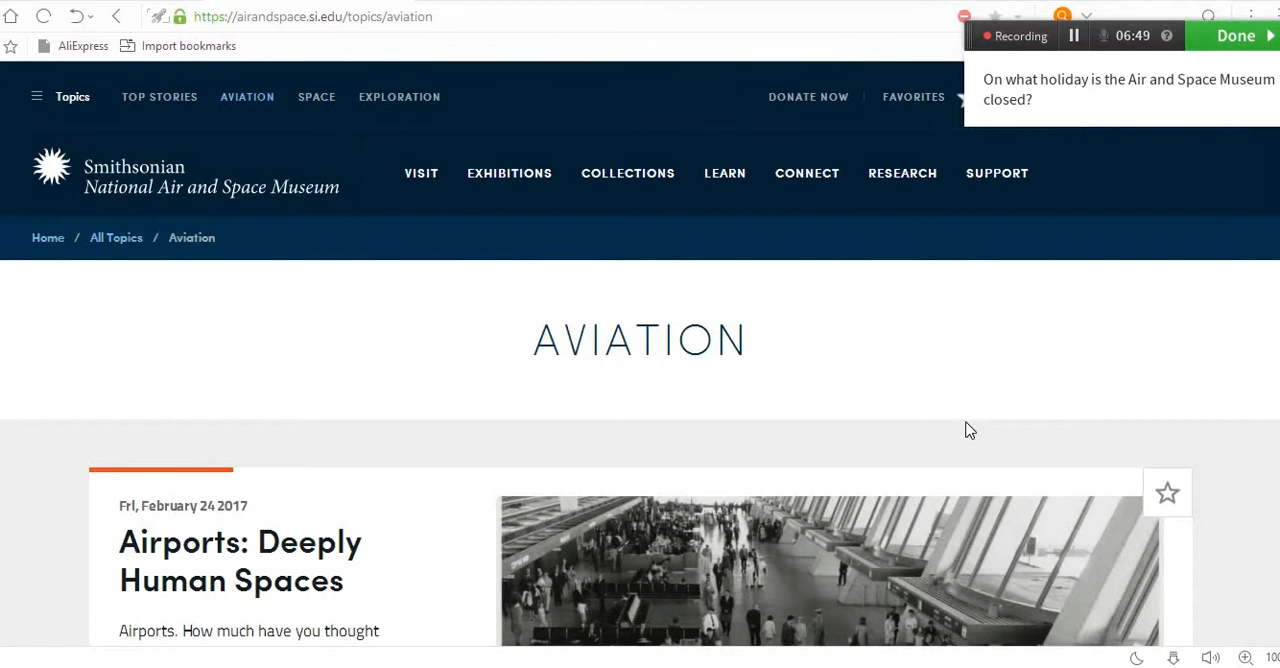 https://airandspace.si.edu/topics/aviation
AliExpress Import bookmarks
Recording 06:49 Done
On what holiday is the Air and Space Museum
closed?
Topics TOP STORIES AVIATION SPACE EXPLORATION DONATE NOW FAVORITES
Smithsonian
National Air and Space Museum
VISIT EXHIBITIONS COLLECTIONS LEARN CONNECT RESEARCH SUPPORT
Home / All Topics / Aviation
AVIATION
Fri, February 24 2017
Airports: Deeply
Human Spaces
Airports. How much have you thought